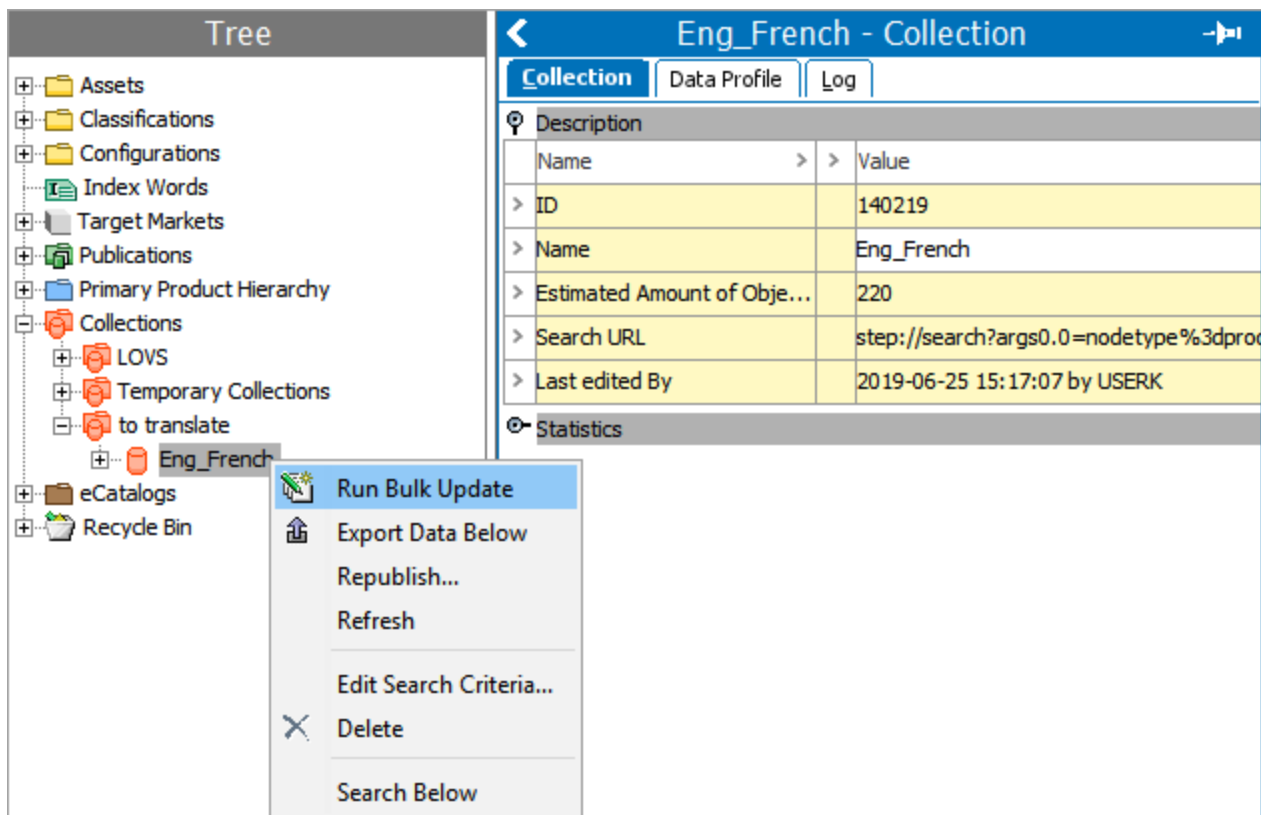 Tree
Assets
Classifications
Configurations
Index Words
Target Markets
Publications
Primary Product Hierarchy
Collections
LOVS
Temporary Collections
to translate
Eng_French
eCatalogs
Recycle Bin
Eng_French - Collection
Collection Data Profile Log
Description
Name > > Value
> ID 140219
> Name Eng_French
> Estimated Amount of Obje... 220
> Search URL step://search?args0.0=nodetype%3dproc
> Last edited By 2019-06-25 15:17:07 by USERK
Statistics
Run Bulk Update
Export Data Below
Republish...
Refresh
Edit Search Criteria...
Delete
Search Below